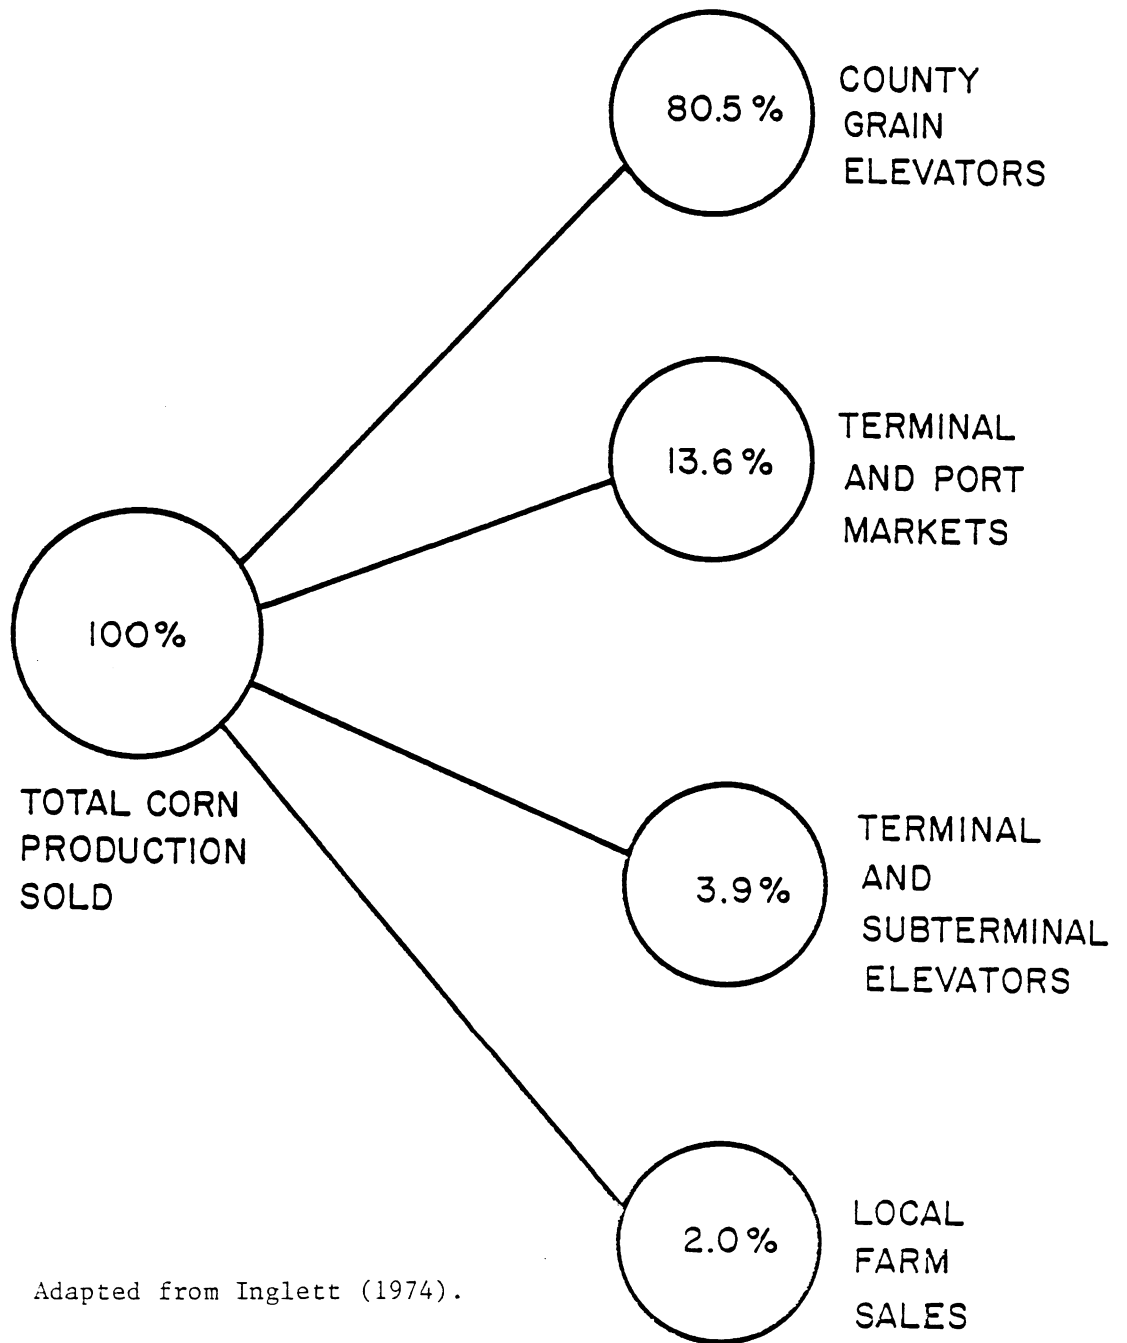 80.5%
COUNTY
GRAIN
ELEVATORS
13.6%
TERMINAL
AND PORT
MARKETS
100%
TOTAL CORN
PRODUCTION
SOLD
3.9%
TERMINAL
AND
SUBTERMINAL
ELEVATORS
2.0%
LOCAL
FARM
SALES
Adapted from Inglett (1974).